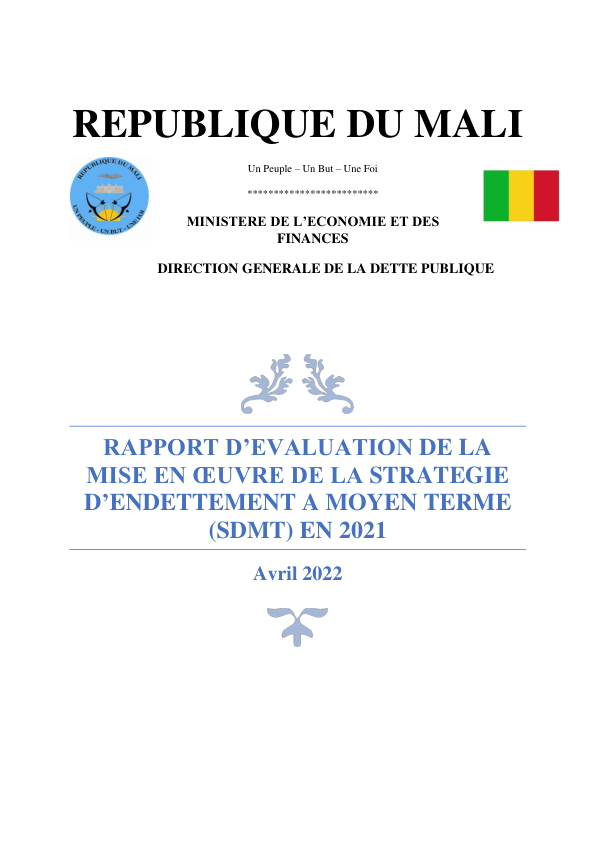 REPUBLIQUE DU MALI
Un Peuple – Un But – Une Foi
*************************
REPUBLIQUE DU MALI
UN PEUPLE - UN BUT - UNE FOI
MINISTERE DE L'ECONOMIE ET DES
FINANCES
DIRECTION GENERALE DE LA DETTE PUBLIQUE
RAPPORT D'EVALUATION DE LA
MISE EN ŒUVRE DE LA STRATEGIE
D'ENDETTEMENT A MOYEN TERME
(SDMT) EN 2021
Avril 2022